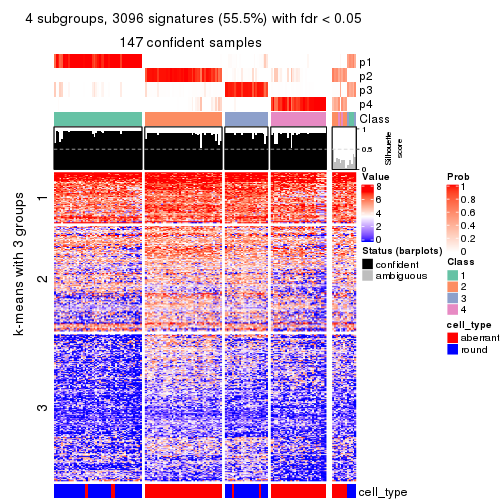 4 subgroups, 3096 signatures (55.5%) with fdr < 0.05
147 confident samples
p1
p2
p3
p4
Class
1
0.5
0
Silhouette
score
k-means with 3 groups
1
2
3
cell_type
Value
8
6
4
2
0
Status (barplots)
confident
ambiguous
Prob
1
0.8
0.6
0.4
0.2
0
Class
1
2
3
4
cell_type
aberrant
round